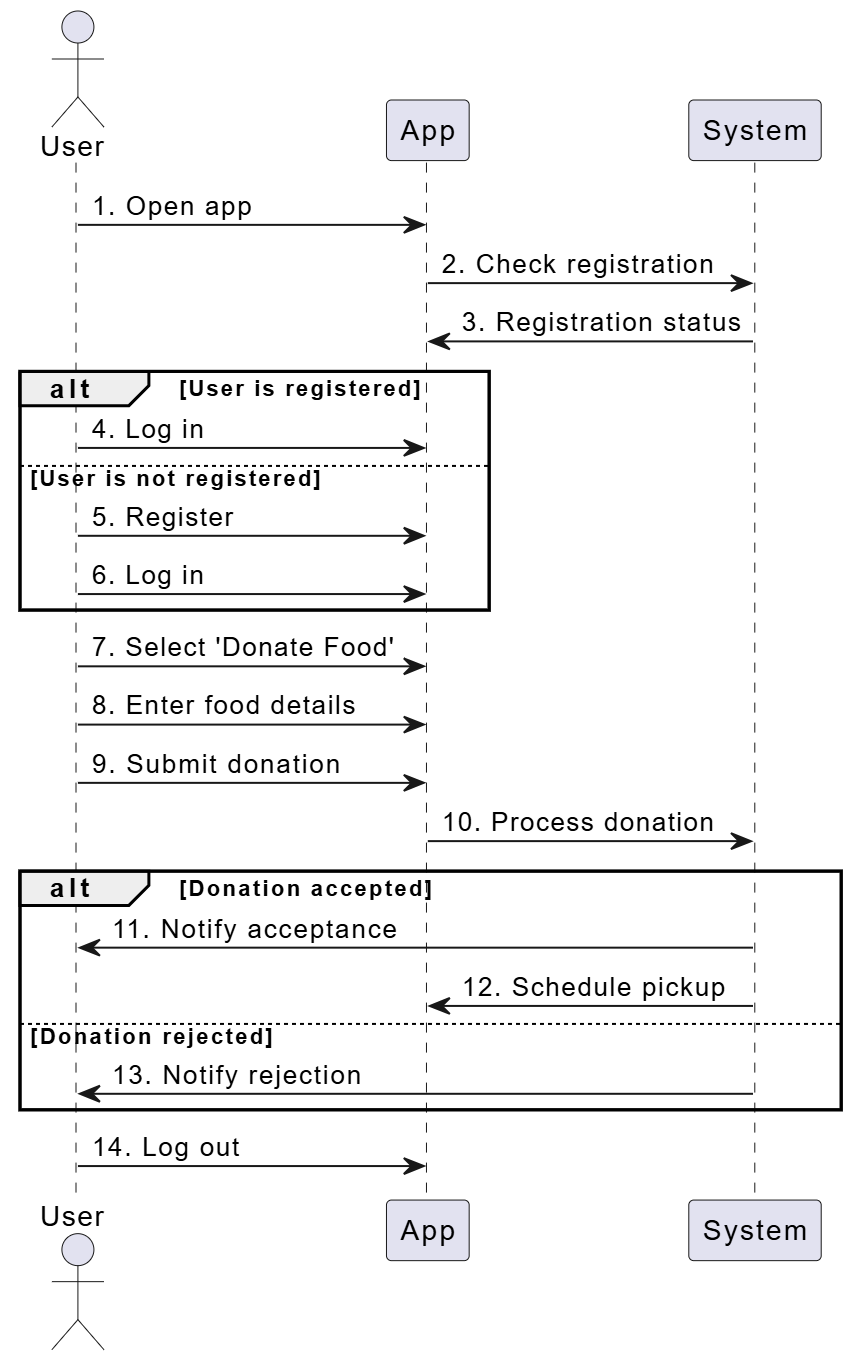 User
App
System
1. Open app
2. Check registration
3. Registration status
alt
[User is registered]
4. Log in
[User is not registered]
5. Register
6. Log in
7. Select 'Donate Food'
8. Enter food details
9. Submit donation
10. Process donation
alt
[Donation accepted]
11. Notify acceptance
12. Schedule pickup
[Donation rejected]
13. Notify rejection
14. Log out
User
App
System